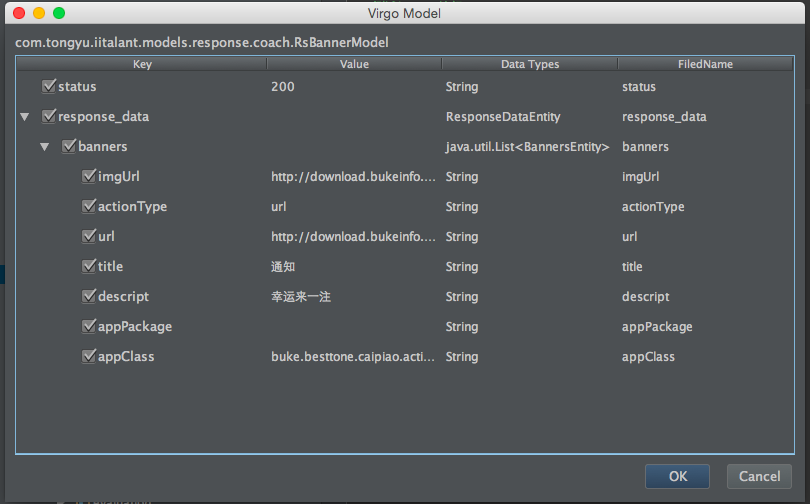 Virgo Model
com.tongyu.iitalant.models.response.coach.RsBannerModel
Key Value Data Types FiledName
status 200 String status
response_data ResponseDataEntity response_data
banners java.util.List<BannersEntity> banners
imgUrl http://download.bukeinfo.... String imgUrl
actionType url String actionType
url http://download.bukeinfo.... String url
title 通知 String title
descript 幸运来一注 String descript
appPackage String appPackage
appClass buke.besttone.caipiao.acti... String appClass
OK Cancel